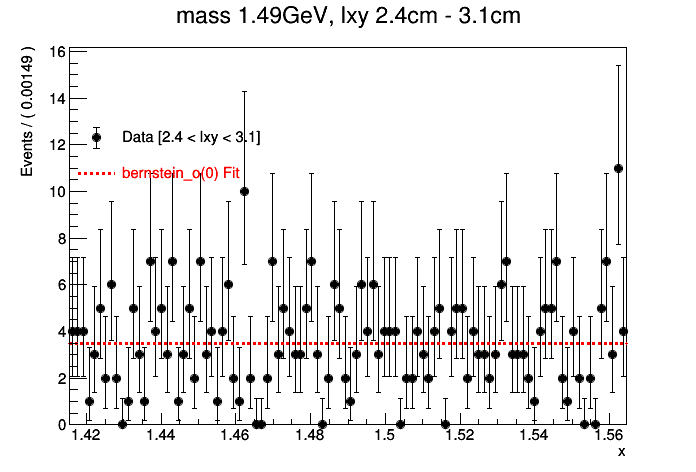 mass 1.49GeV, lxy 2.4cm - 3.1cm
Events / ( 0.00149 )
16
14
12
10
8
6
4
2
0
Data [2.4 < lxy < 3.1]
bernstein_o(0) Fit
1.42 1.44 1.46 1.48 1.5 1.52 1.54 1.56
x